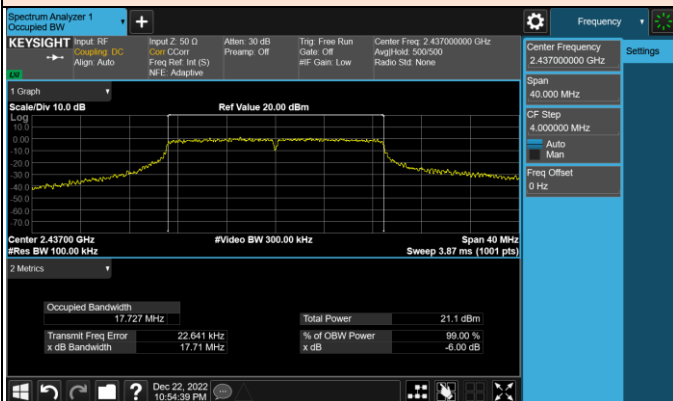 Spectrum Analyzer 1
Occupied BW
Frequency
KEYSIGHT
Input: RF
Coupling: DC
Align: Auto
Input Z: 50 Ω
Corr CCorr
Freq Ref: Int (S)
NFE: Adaptive
Atten: 30 dB
Preamp: Off
Trig: Free Run
Gate: Off
#IF Gain: Low
Center Freq: 2.437000000 GHz
Avg|Hold: 500/500
Radio Std: None
LXI
Center Frequency
2.437000000 GHz
Settings
Span
40.000 MHz
CF Step
4.000000 MHz
Auto
Man
Freq Offset
0 Hz
1 Graph
Scale/Div 10.0 dB
Ref Value 20.00 dBm
Log
10.0
0.00
-10.0
-20.0
-30.0
-40.0
-50.0
-60.0
-70.0
Center 2.43700 GHz
#Video BW 300.00 kHz
Span 40 MHz
#Res BW 100.00 kHz
Sweep 3.87 ms (1001 pts)
2 Metrics
Occupied Bandwidth
17.727 MHz
Total Power 21.1 dBm
Transmit Freq Error 22.641 kHz
% of OBW Power 99.00 %
x dB Bandwidth 17.71 MHz
x dB -6.00 dB
Dec 22, 2022
10:54:39 PM